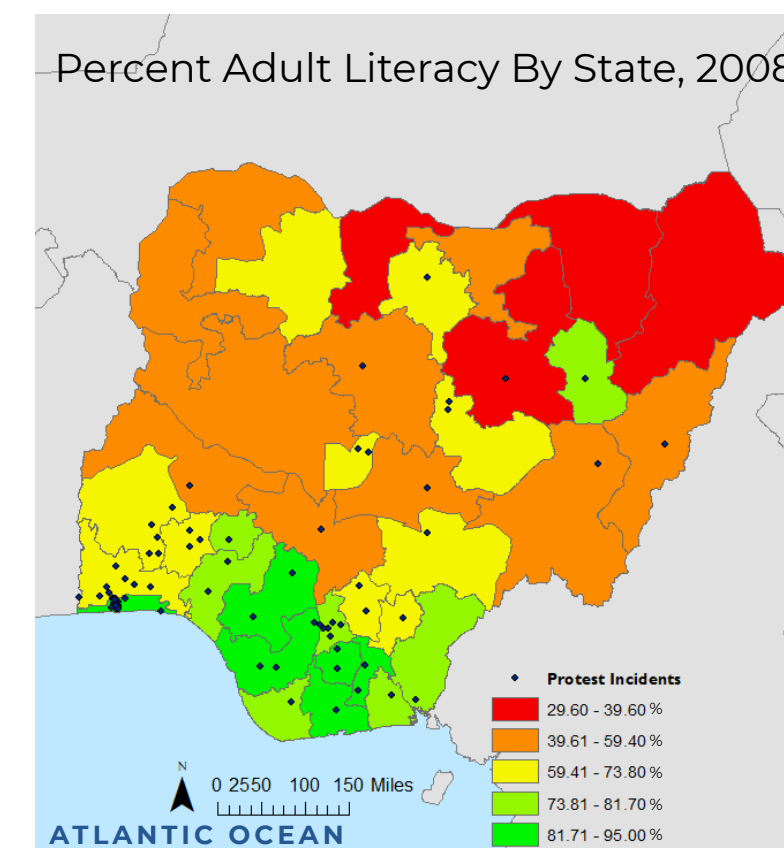 Percent Adult Literacy By State, 2008
Protest Incidents
29.60 - 39.60 %
39.61 - 59.40 %
59.41 - 73.80 %
73.81 - 81.70 %
81.71 - 95.00 %
N
0 2550 100 150 Miles
ATLANTIC OCEAN